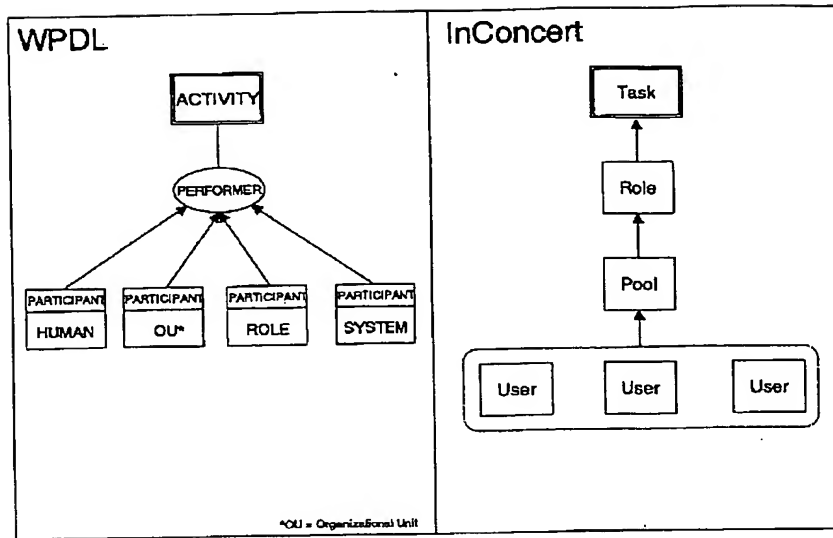 WPDL
ACTIVITY
PERFORMER
PARTICIPANT
HUMAN
PARTICIPANT
OU*
PARTICIPANT
ROLE
PARTICIPANT
SYSTEM
*OU = Organizational Unit
InConcert
Task
Role
Pool
User
User
User